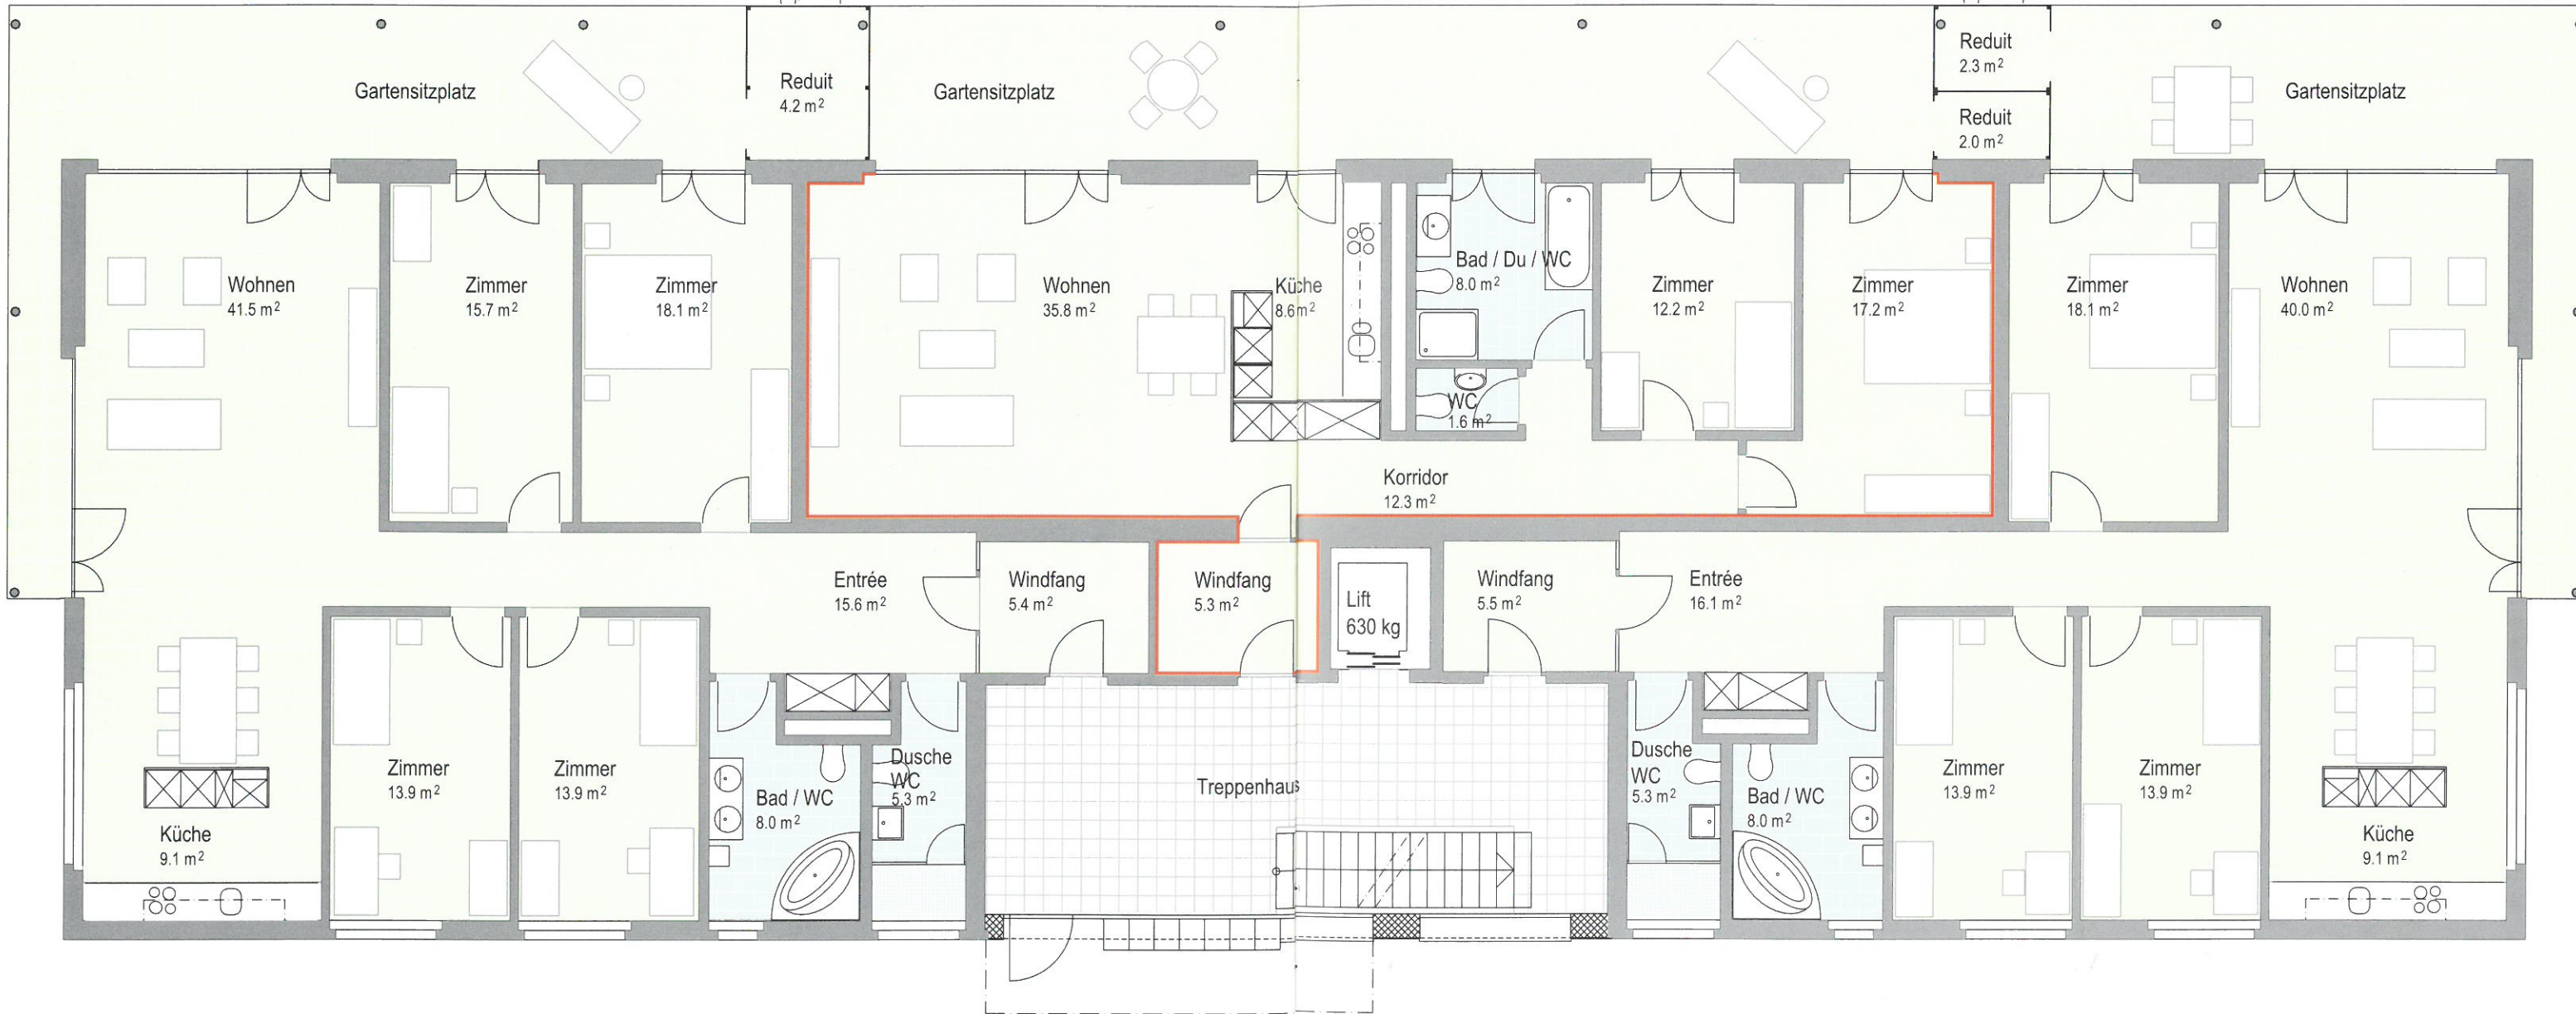 Gartensitzplatz
Reduit
4.2 m²
Gartensitzplatz
Reduit
2.3 m²
Reduit
2.0 m²
Gartensitzplatz
Wohnen
41.5 m²
Zimmer
15.7 m²
Zimmer
18.1 m²
Wohnen
35.8 m²
Küche
8.6 m²
Bad / Du / WC
8.0 m²
WC
1.6 m²
Zimmer
12.2 m²
Zimmer
17.2 m²
Zimmer
18.1 m²
Wohnen
40.0 m²
Korridor
12.3 m²
Entrée
15.6 m²
Windfang
5.4 m²
Windfang
5.3 m²
Lift
630 kg
Windfang
5.5 m²
Entrée
16.1 m²
Küche
9.1 m²
Zimmer
13.9 m²
Zimmer
13.9 m²
Bad / WC
8.0 m²
Dusche
WC
5.3 m²
Treppenhaus
Dusche
WC
5.3 m²
Bad / WC
8.0 m²
Zimmer
13.9 m²
Zimmer
13.9 m²
Küche
9.1 m²